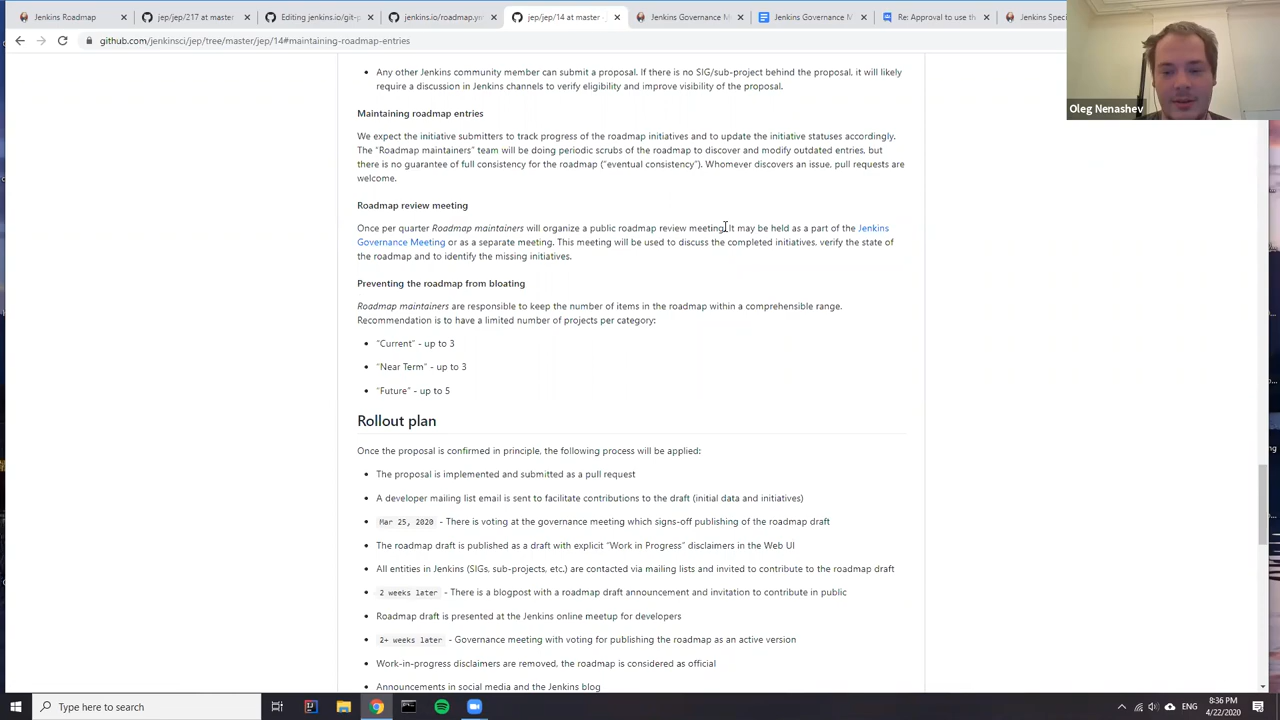 Jenkins Roadmap
jep/jep/217 at master
Editing jenkins.io/git-p
jenkins.io/roadmap.ym
jep/jep/14 at master
Jenkins Governance M
Jenkins Governance M
Re: Approval to use th
Jenkins Speci
github.com/jenkinsci/jep/tree/master/jep/14#maintaining-roadmap-entries
Oleg Nenashev
• Any other Jenkins community member can submit a proposal. If there is no SIG/sub-project behind the proposal, it will likely
require a discussion in Jenkins channels to verify eligibility and improve visibility of the proposal.
Maintaining roadmap entries
We expect the initiative submitters to track progress of the roadmap initiatives and to update the initiative statuses accordingly.
The "Roadmap maintainers" team will be doing periodic scrubs of the roadmap to discover and modify outdated entries, but
there is no guarantee of full consistency for the roadmap ("eventual consistency"). Whomever discovers an issue, pull requests are
welcome.
Roadmap review meeting
Once per quarter Roadmap maintainers will organize a public roadmap review meeting. It may be held as a part of the Jenkins
Governance Meeting or as a separate meeting. This meeting will be used to discuss the completed initiatives, verify the state of
the roadmap and to identify the missing initiatives.
Preventing the roadmap from bloating
Roadmap maintainers are responsible to keep the number of items in the roadmap within a comprehensible range.
Recommendation is to have a limited number of projects per category:
• "Current" - up to 3
• "Near Term" - up to 3
• "Future" - up to 5
Rollout plan
Once the proposal is confirmed in principle, the following process will be applied:
• The proposal is implemented and submitted as a pull request
• A developer mailing list email is sent to facilitate contributions to the draft (initial data and initiatives)
• Mar 25, 2020 - There is voting at the governance meeting which signs-off publishing of the roadmap draft
• The roadmap draft is published as a draft with explicit "Work in Progress" disclaimers in the Web UI
• All entities in Jenkins (SIGs, sub-projects, etc.) are contacted via mailing lists and invited to contribute to the roadmap draft
• 2 weeks later - There is a blogpost with a roadmap draft announcement and invitation to contribute in public
• Roadmap draft is presented at the Jenkins online meetup for developers
• 2+ weeks later - Governance meeting with voting for publishing the roadmap as an active version
• Work-in-progress disclaimers are removed, the roadmap is considered as official
• Announcements in social media and the Jenkins blog
Type here to search
ENG
8:36 PM
4/22/2020